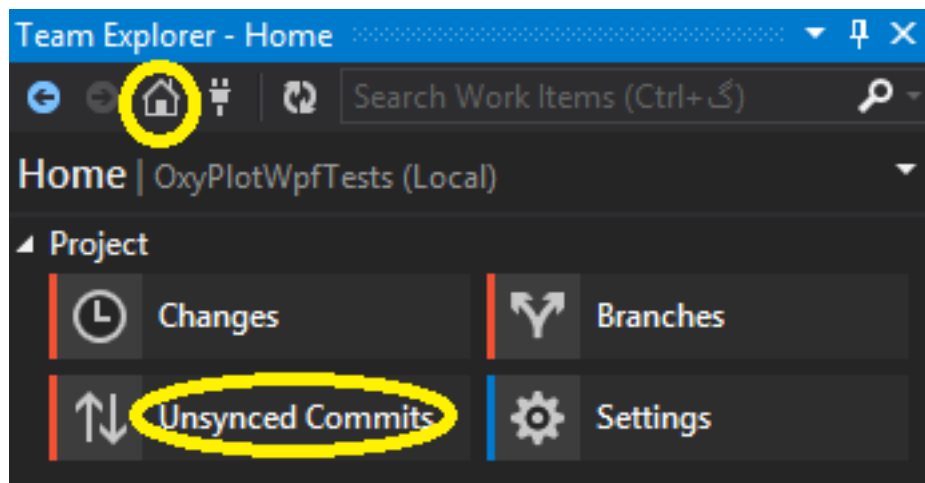 Team Explorer - Home
Search Work Items (Ctrl+گ)
Home | OxyPlotWpfTests (Local)
Project
Changes
Branches
Unsynced Commits
Settings